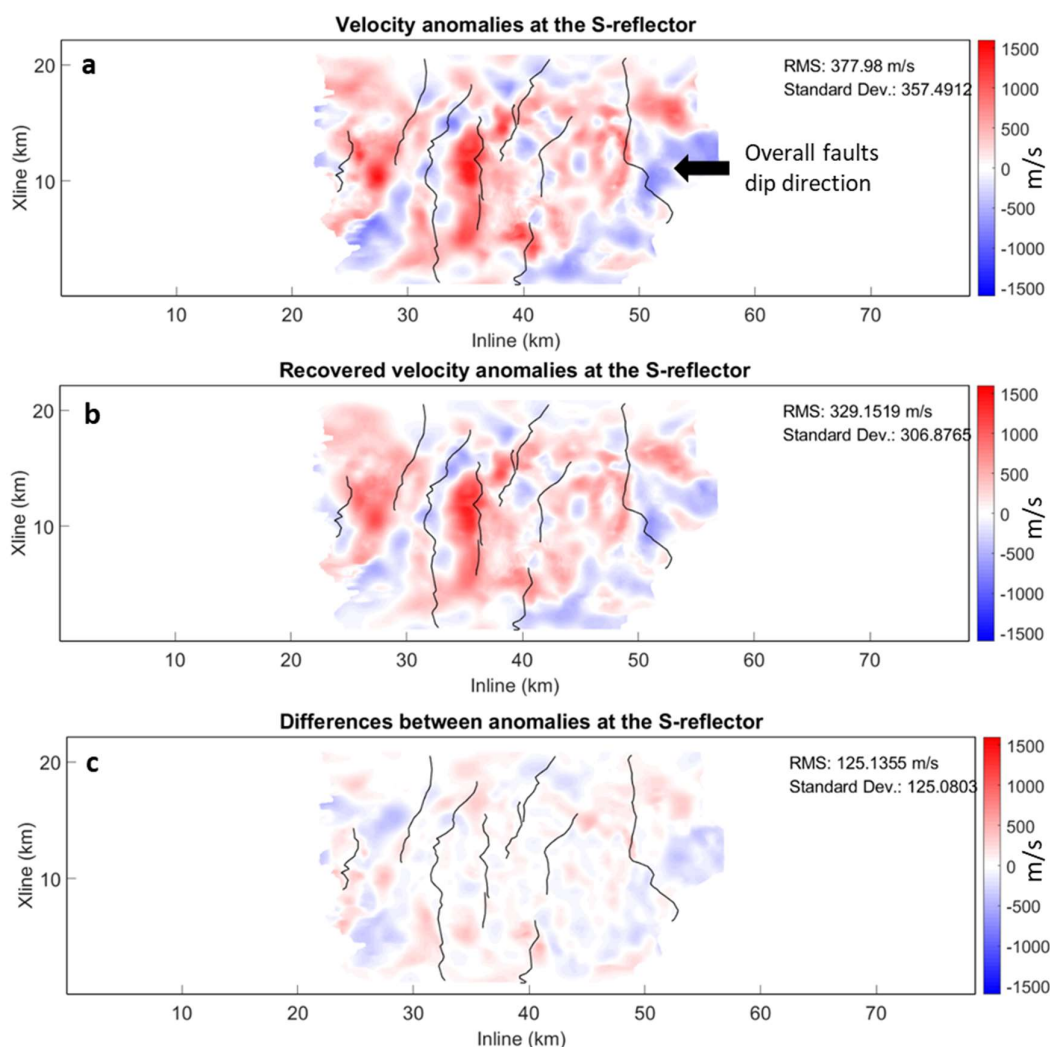 Velocity anomalies at the S-reflector
a
RMS: 377.98 m/s
Standard Dev.: 357.4912
Overall faults
dip direction
20
10
Xline (km)
10 20 30 40 50 60 70
Inline (km)
1500
1000
500
0
-500
-1000
-1500
m/s
Recovered velocity anomalies at the S-reflector
b
RMS: 329.1519 m/s
Standard Dev.: 306.8765
20
10
Xline (km)
10 20 30 40 50 60 70
Inline (km)
1500
1000
500
0
-500
-1000
-1500
m/s
Differences between anomalies at the S-reflector
c
RMS: 125.1355 m/s
Standard Dev.: 125.0803
20
10
Xline (km)
10 20 30 40 50 60 70
Inline (km)
1500
1000
500
0
-500
-1000
-1500
m/s